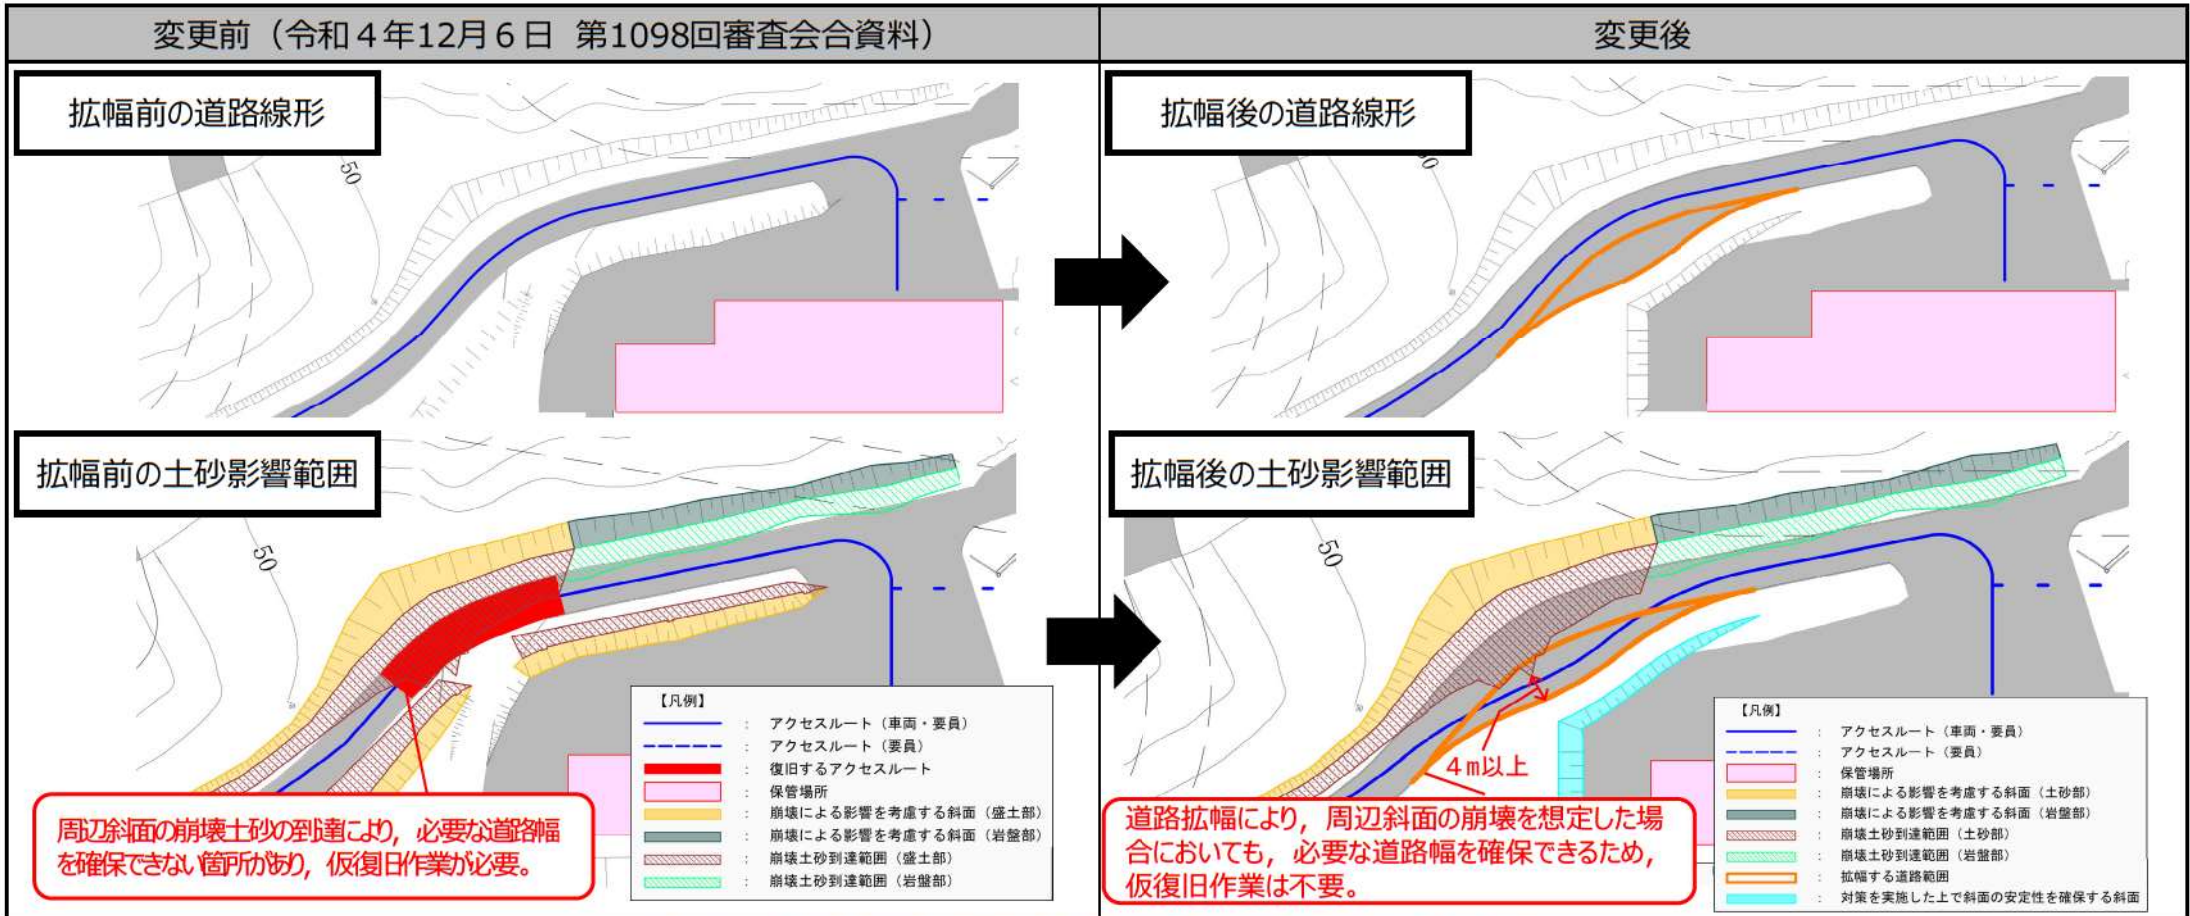 変更前（令和４年12月６日 第1098回審査会合資料）
変更後
拡幅前の道路線形
50
拡幅後の道路線形
拡幅前の土砂影響範囲
50
【凡例】
： アクセスルート（車両・要員）
： アクセスルート（要員）
： 復旧するアクセスルート
： 保管場所
： 崩壊による影響を考慮する斜面（盛土部）
： 崩壊による影響を考慮する斜面（岩盤部）
： 崩壊土砂到達範囲（盛土部）
： 崩壊土砂到達範囲（岩盤部）
周辺斜面の崩壊土砂の到達により，必要な道路幅
を確保できない箇所があり，仮復旧作業が必要。
拡幅後の土砂影響範囲
50
4m以上
【凡例】
： アクセスルート（車両・要員）
： アクセスルート（要員）
： 保管場所
： 崩壊による影響を考慮する斜面（土砂部）
： 崩壊による影響を考慮する斜面（岩盤部）
： 崩壊土砂到達範囲（土砂部）
： 崩壊土砂到達範囲（岩盤部）
： 拡幅する道路範囲
： 対策を実施した上で斜面の安定性を確保する斜面
道路拡幅により，周辺斜面の崩壊を想定した場
合においても，必要な道路幅を確保できるため，
仮復旧作業は不要。